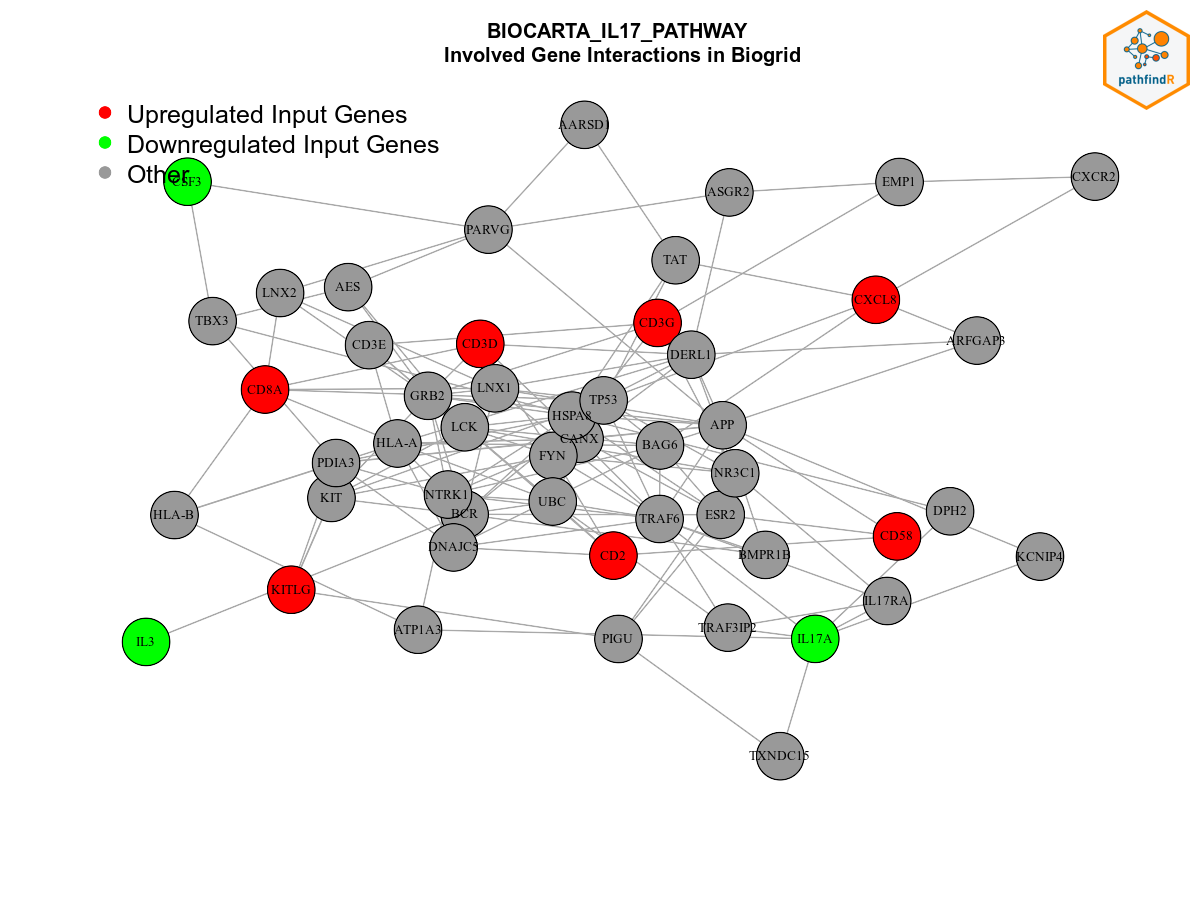 BIOCARTA_IL17_PATHWAY
Involved Gene Interactions in Biogrid
pathfindR
Upregulated Input Genes
Downregulated Input Genes
Other
AARSD1
CSF3
ASGR2
EMP1
CXCR2
PARVG
TAT
LNX2
AES
CXCL8
TBX3
CD3G
CD3E
CD3D
DERL1
ARFGAP3
CD8A
GRB2
LNX1
TP53
HSPA8
LCK
APP
HLA-A
CANX
BAG6
FYN
PDIA3
NR3C1
KIT
NTRK1
UBC
HLA-B
BCR
TRAF6
ESR2
DPH2
DNAJC5
CD2
BMPR1B
CD58
KCNIP4
KITLG
IL17RA
IL3
ATP1A3
PIGU
TRAF3IP2
IL17A
TXNDC15